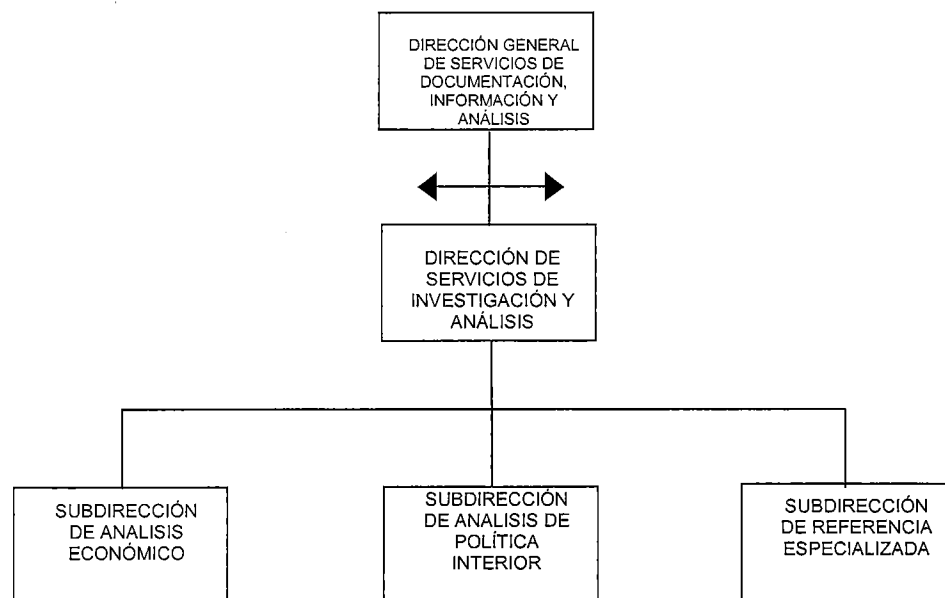 DIRECCIÓN GENERAL
DE SERVICIOS DE
DOCUMENTACIÓN,
INFORMACIÓN Y
ANÁLISIS
DIRECCIÓN DE
SERVICIOS DE
INVESTIGACIÓN Y
ANÁLISIS
SUBDIRECCIÓN
DE ANALISIS
ECONÓMICO
SUBDIRECCIÓN
DE ANALISIS DE
POLÍTICA
INTERIOR
SUBDIRECCIÓN
DE REFERENCIA
ESPECIALIZADA